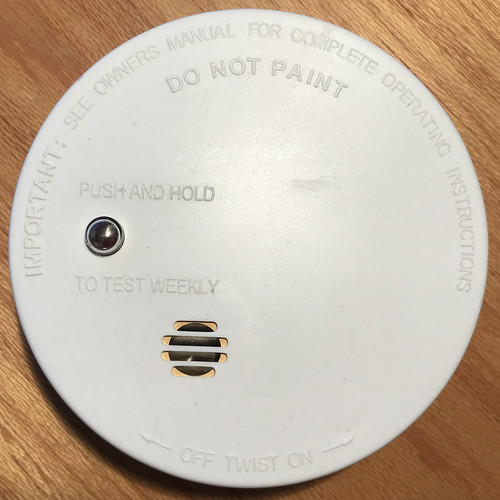 IMPORTANT: SEE OWNERS MANUAL FOR COMPLETE OPERATING INSTRUCTIONS
DO NOT PAINT
PUSH AND HOLD
TO TEST WEEKLY
OFF TWIST ON